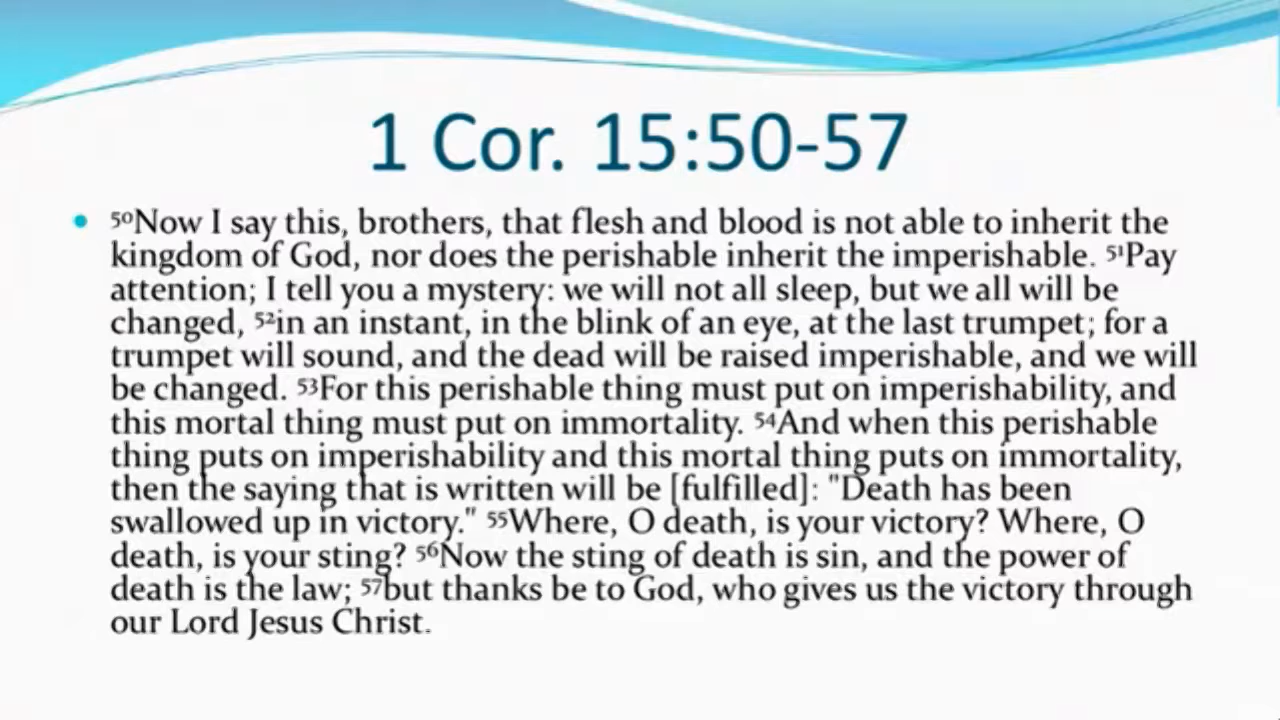 1 Cor. 15:50-57
• ⁵⁰Now I say this, brothers, that flesh and blood is not able to inherit the
kingdom of God, nor does the perishable inherit the imperishable. ⁵¹Pay
attention; I tell you a mystery: we will not all sleep, but we all will be
changed, ⁵²in an instant, in the blink of an eye, at the last trumpet; for a
trumpet will sound, and the dead will be raised imperishable, and we will
be changed. ⁵³For this perishable thing must put on imperishability, and
this mortal thing must put on immortality. ⁵⁴And when this perishable
thing puts on imperishability and this mortal thing puts on immortality,
then the saying that is written will be [fulfilled]: "Death has been
swallowed up in victory." ⁵⁵Where, O death, is your victory? Where, O
death, is your sting? ⁵⁶Now the sting of death is sin, and the power of
death is the law; ⁵⁷but thanks be to God, who gives us the victory through
our Lord Jesus Christ.